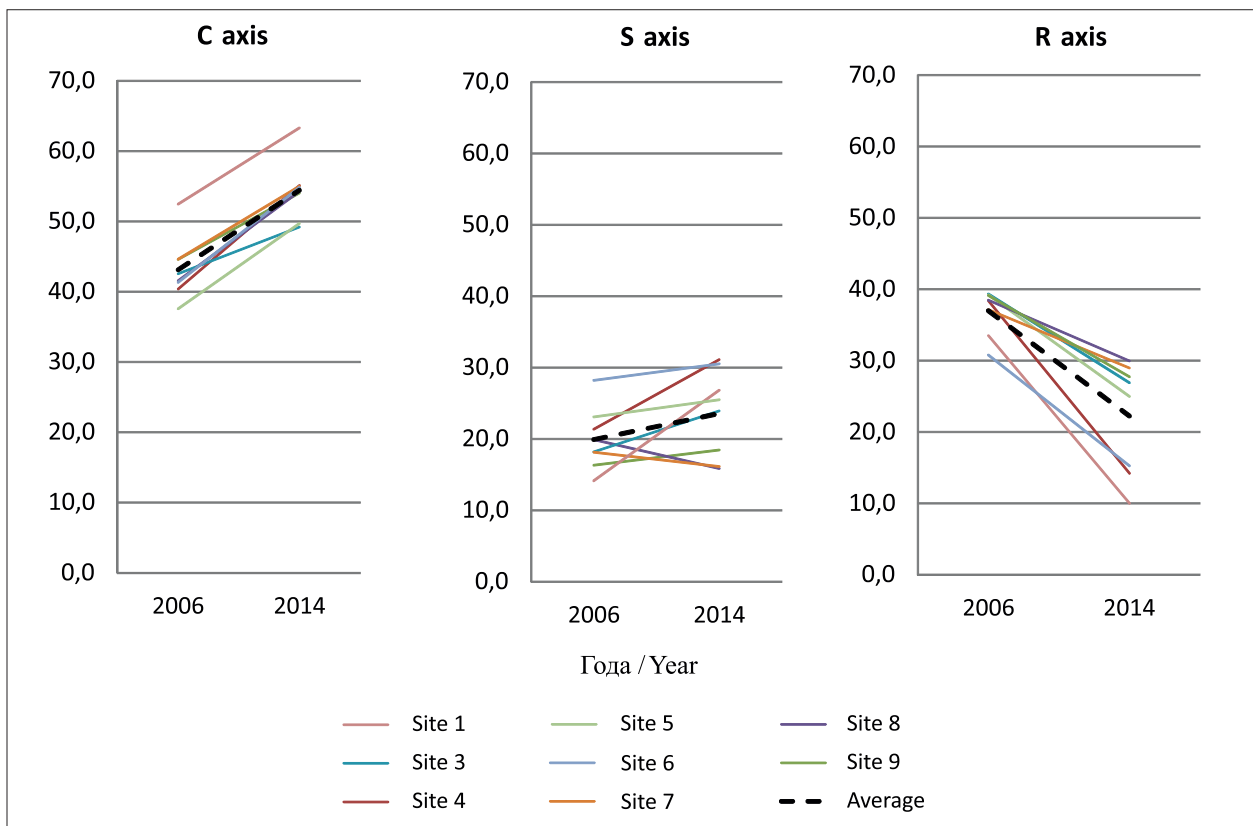 C axis
S axis
R axis
70,0
60,0
50,0
40,0
30,0
20,0
10,0
0,0
2006
2014
70,0
60,0
50,0
40,0
30,0
20,0
10,0
0,0
2006
2014
70,0
60,0
50,0
40,0
30,0
20,0
10,0
0,0
2006
2014
Года / Year
Site 1
Site 5
Site 8
Site 3
Site 6
Site 9
Site 4
Site 7
Average